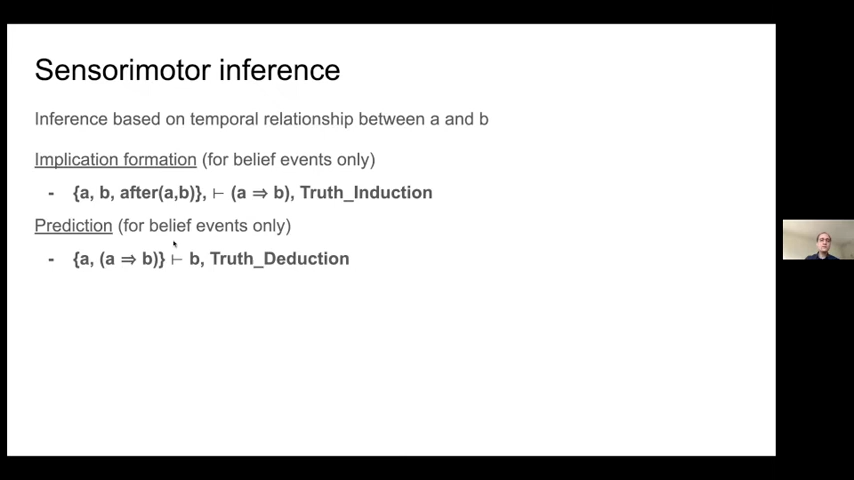 Sensorimotor inference
Inference based on temporal relationship between a and b
Implication formation (for belief events only)
- {a, b, after(a,b)}, ⊢ (a ⇒ b), Truth_Induction
Prediction (for belief events only)
- {a, (a ⇒ b)} ⊢ b, Truth_Deduction